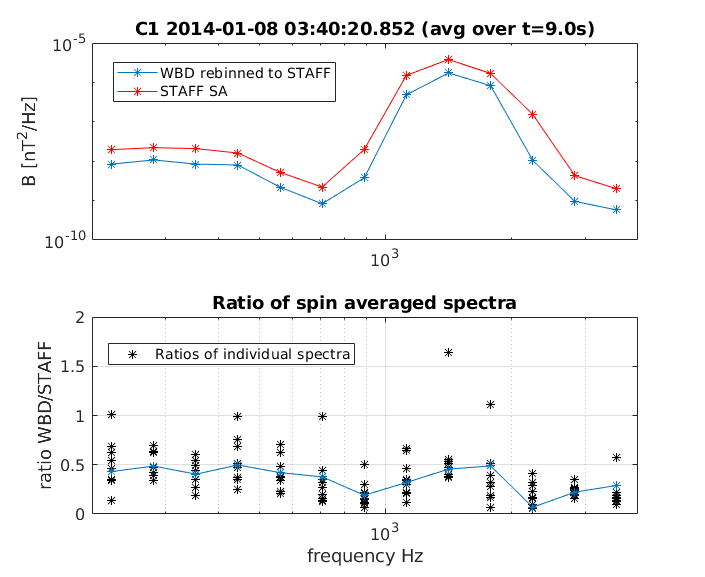 C1 2014-01-08 03:40:20.852 (avg over t=9.0s)
10^-5
WBD rebinned to STAFF
STAFF SA
B [nT^2/Hz]
10^-10
10^3
Ratio of spin averaged spectra
2
Ratios of individual spectra
1.5
ratio WBD/STAFF
1
0.5
0
10^3
frequency Hz